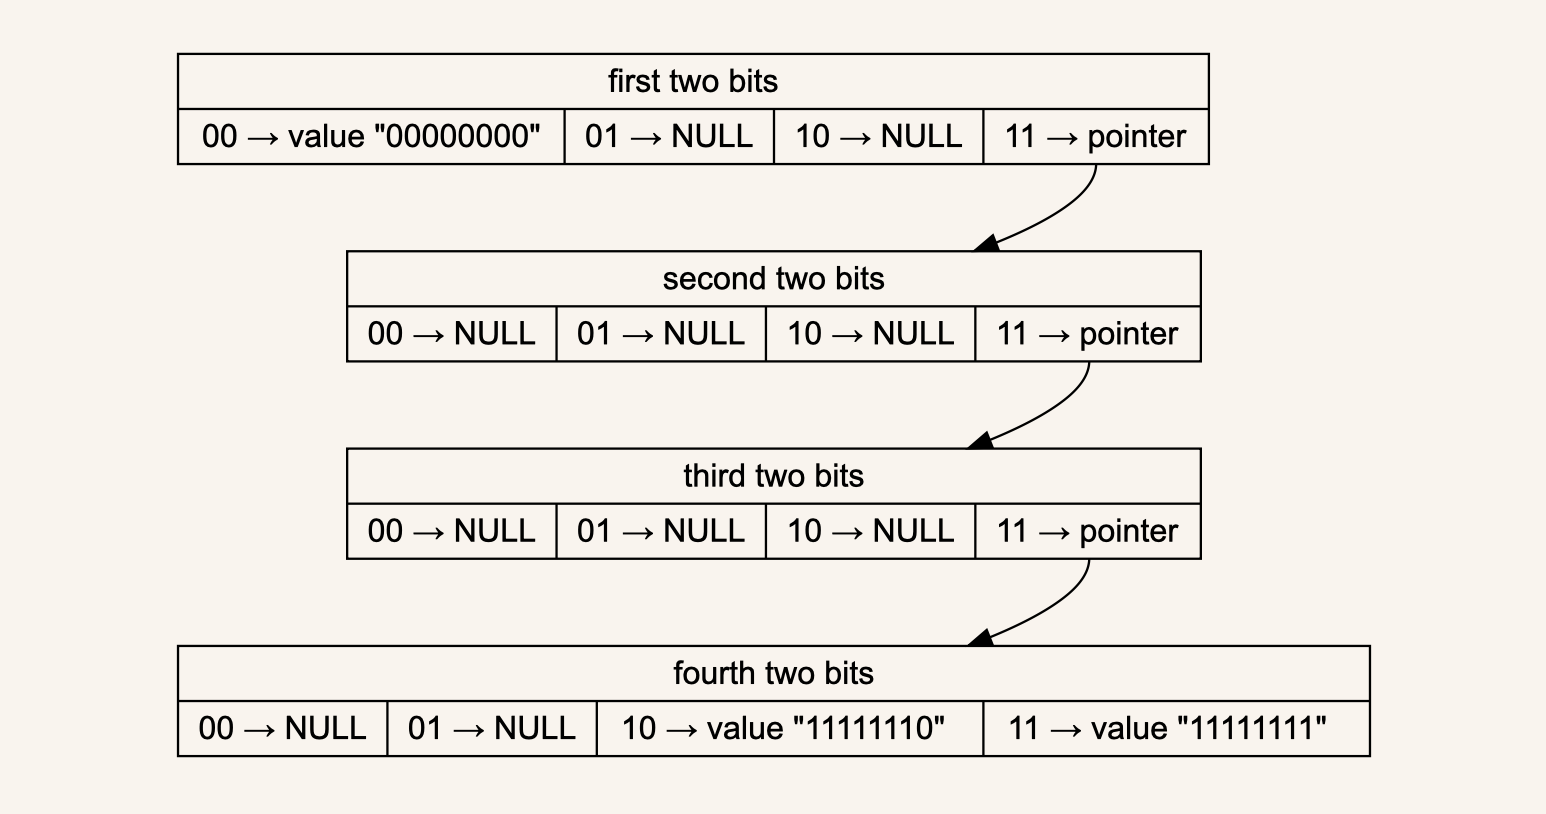 first two bits
00 → value "00000000" 01 → NULL 10 → NULL 11 → pointer
second two bits
00 → NULL 01 → NULL 10 → NULL 11 → pointer
third two bits
00 → NULL 01 → NULL 10 → NULL 11 → pointer
fourth two bits
00 → NULL 01 → NULL 10 → value "11111110" 11 → value "11111111"